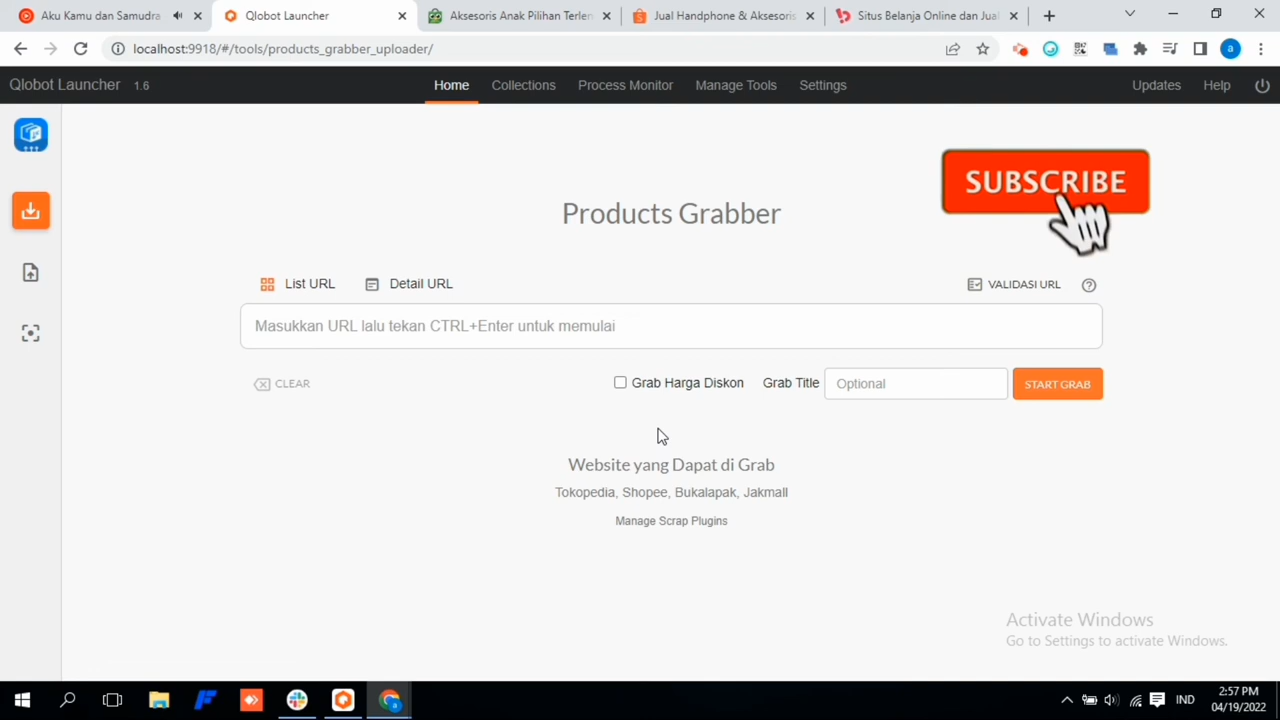 Aku Kamu dan Samudra
Qlobot Launcher
Aksesoris Anak Pilihan Terlen
Jual Handphone & Aksesoris
Situs Belanja Online dan Jual
localhost:9918/#/tools/products_grabber_uploader/
a
Qlobot Launcher 1.6
Home
Collections
Process Monitor
Manage Tools
Settings
Updates
Help
SUBSCRIBE
Products Grabber
List URL
Detail URL
VALIDASI URL
Masukkan URL lalu tekan CTRL+Enter untuk memulai
CLEAR
Grab Harga Diskon
Grab Title
Optional
START GRAB
Website yang Dapat di Grab
Tokopedia, Shopee, Bukalapak, Jakmall
Manage Scrap Plugins
Activate Windows
Go to Settings to activate Windows.
IND
2:57 PM
04/19/2022